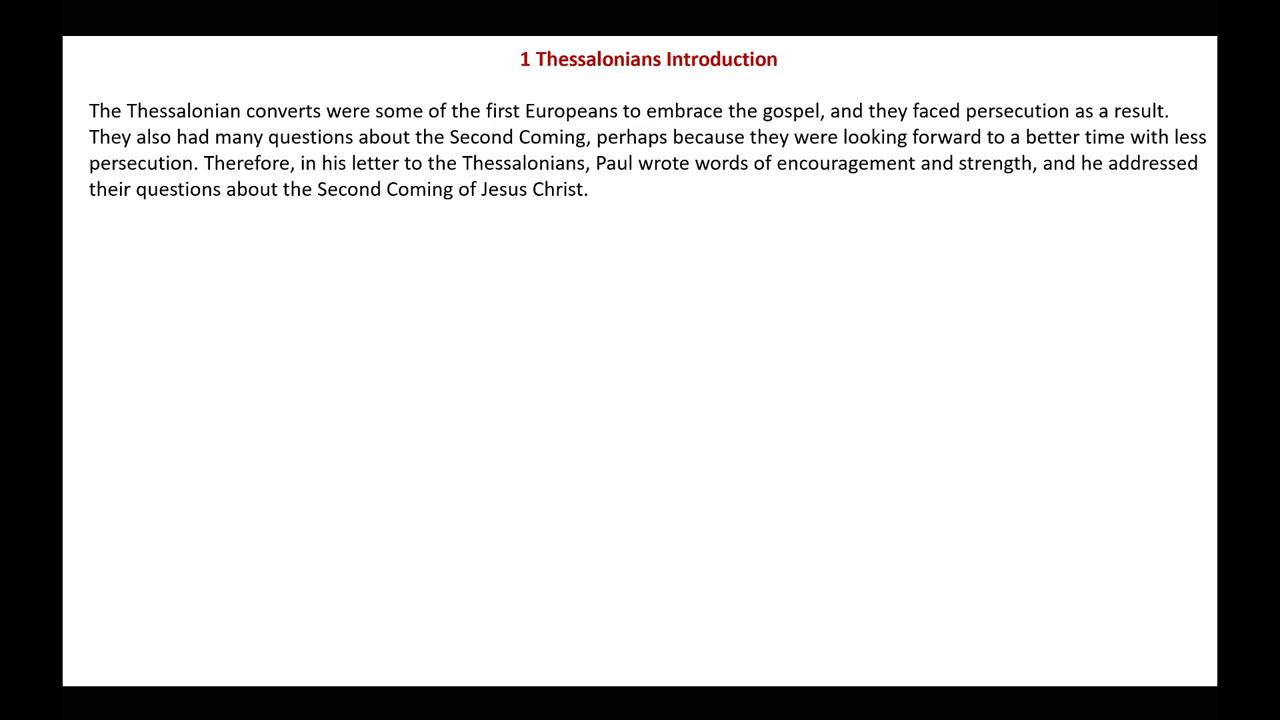 1 Thessalonians Introduction
The Thessalonian converts were some of the first Europeans to embrace the gospel, and they faced persecution as a result.
They also had many questions about the Second Coming, perhaps because they were looking forward to a better time with less
persecution. Therefore, in his letter to the Thessalonians, Paul wrote words of encouragement and strength, and he addressed
their questions about the Second Coming of Jesus Christ.